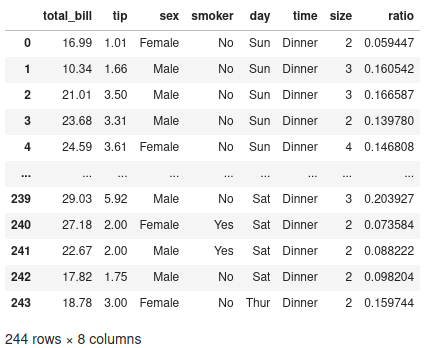 total_bill tip sex smoker day time size ratio
0 16.99 1.01 Female No Sun Dinner 2 0.059447
1 10.34 1.66 Male No Sun Dinner 3 0.160542
2 21.01 3.50 Male No Sun Dinner 3 0.166587
3 23.68 3.31 Male No Sun Dinner 2 0.139780
4 24.59 3.61 Female No Sun Dinner 4 0.146808
... ... ... ... ... ... ... ... ...
239 29.03 5.92 Male No Sat Dinner 3 0.203927
240 27.18 2.00 Female Yes Sat Dinner 2 0.073584
241 22.67 2.00 Male Yes Sat Dinner 2 0.088222
242 17.82 1.75 Male No Sat Dinner 2 0.098204
243 18.78 3.00 Female No Thur Dinner 2 0.159744
244 rows × 8 columns